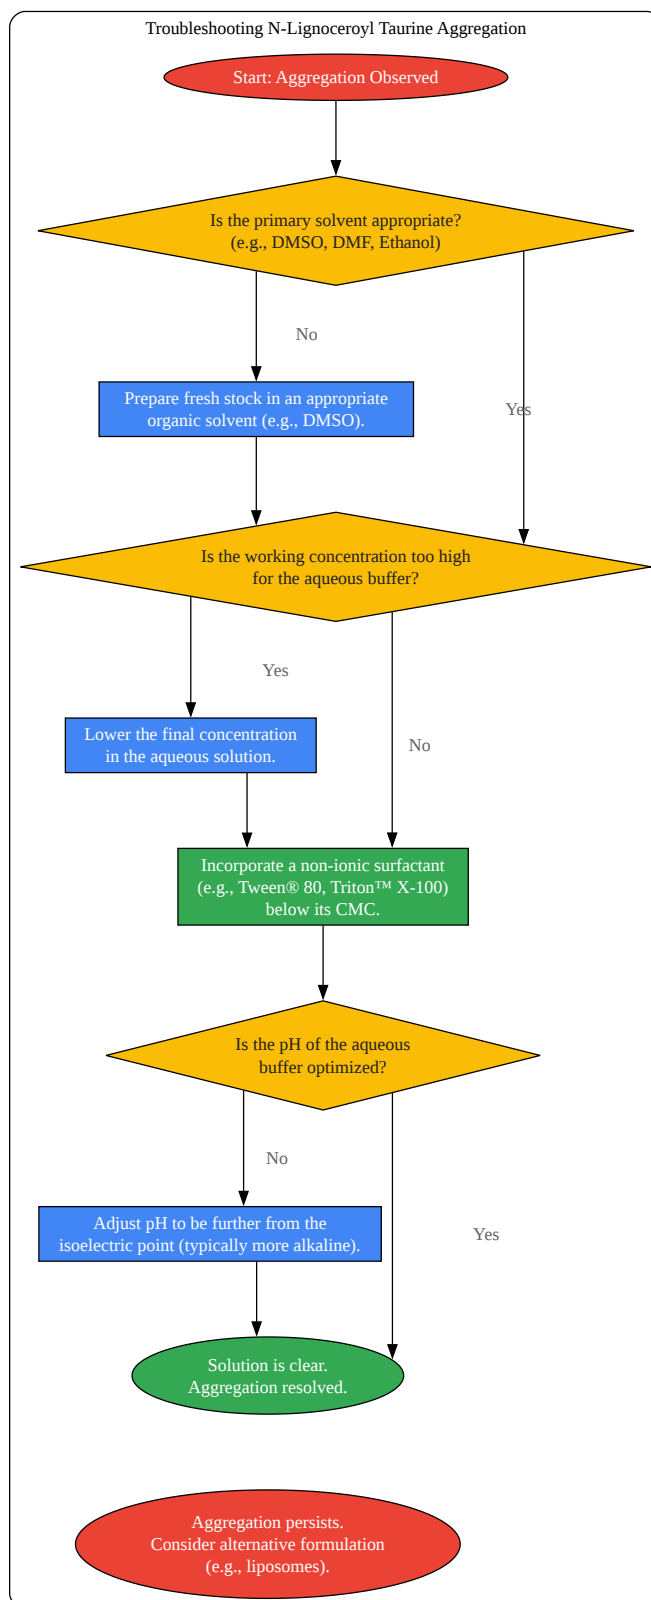 Troubleshooting N-Lignoceroyl Taurine Aggregation
Start: Aggregation Observed
Is the primary solvent appropriate?
(e.g., DMSO, DMF, Ethanol)
No
Prepare fresh stock in an appropriate
organic solvent (e.g., DMSO).
Yes
Is the working concentration too high
for the aqueous buffer?
Yes
Lower the final concentration
in the aqueous solution.
No
Incorporate a non-ionic surfactant
(e.g., Tween® 80, Triton™ X-100)
below its CMC.
Is the pH of the aqueous
buffer optimized?
No
Adjust pH to be further from the
isoelectric point (typically more alkaline).
Yes
Solution is clear.
Aggregation resolved.
Aggregation persists.
Consider alternative formulation
(e.g., liposomes).